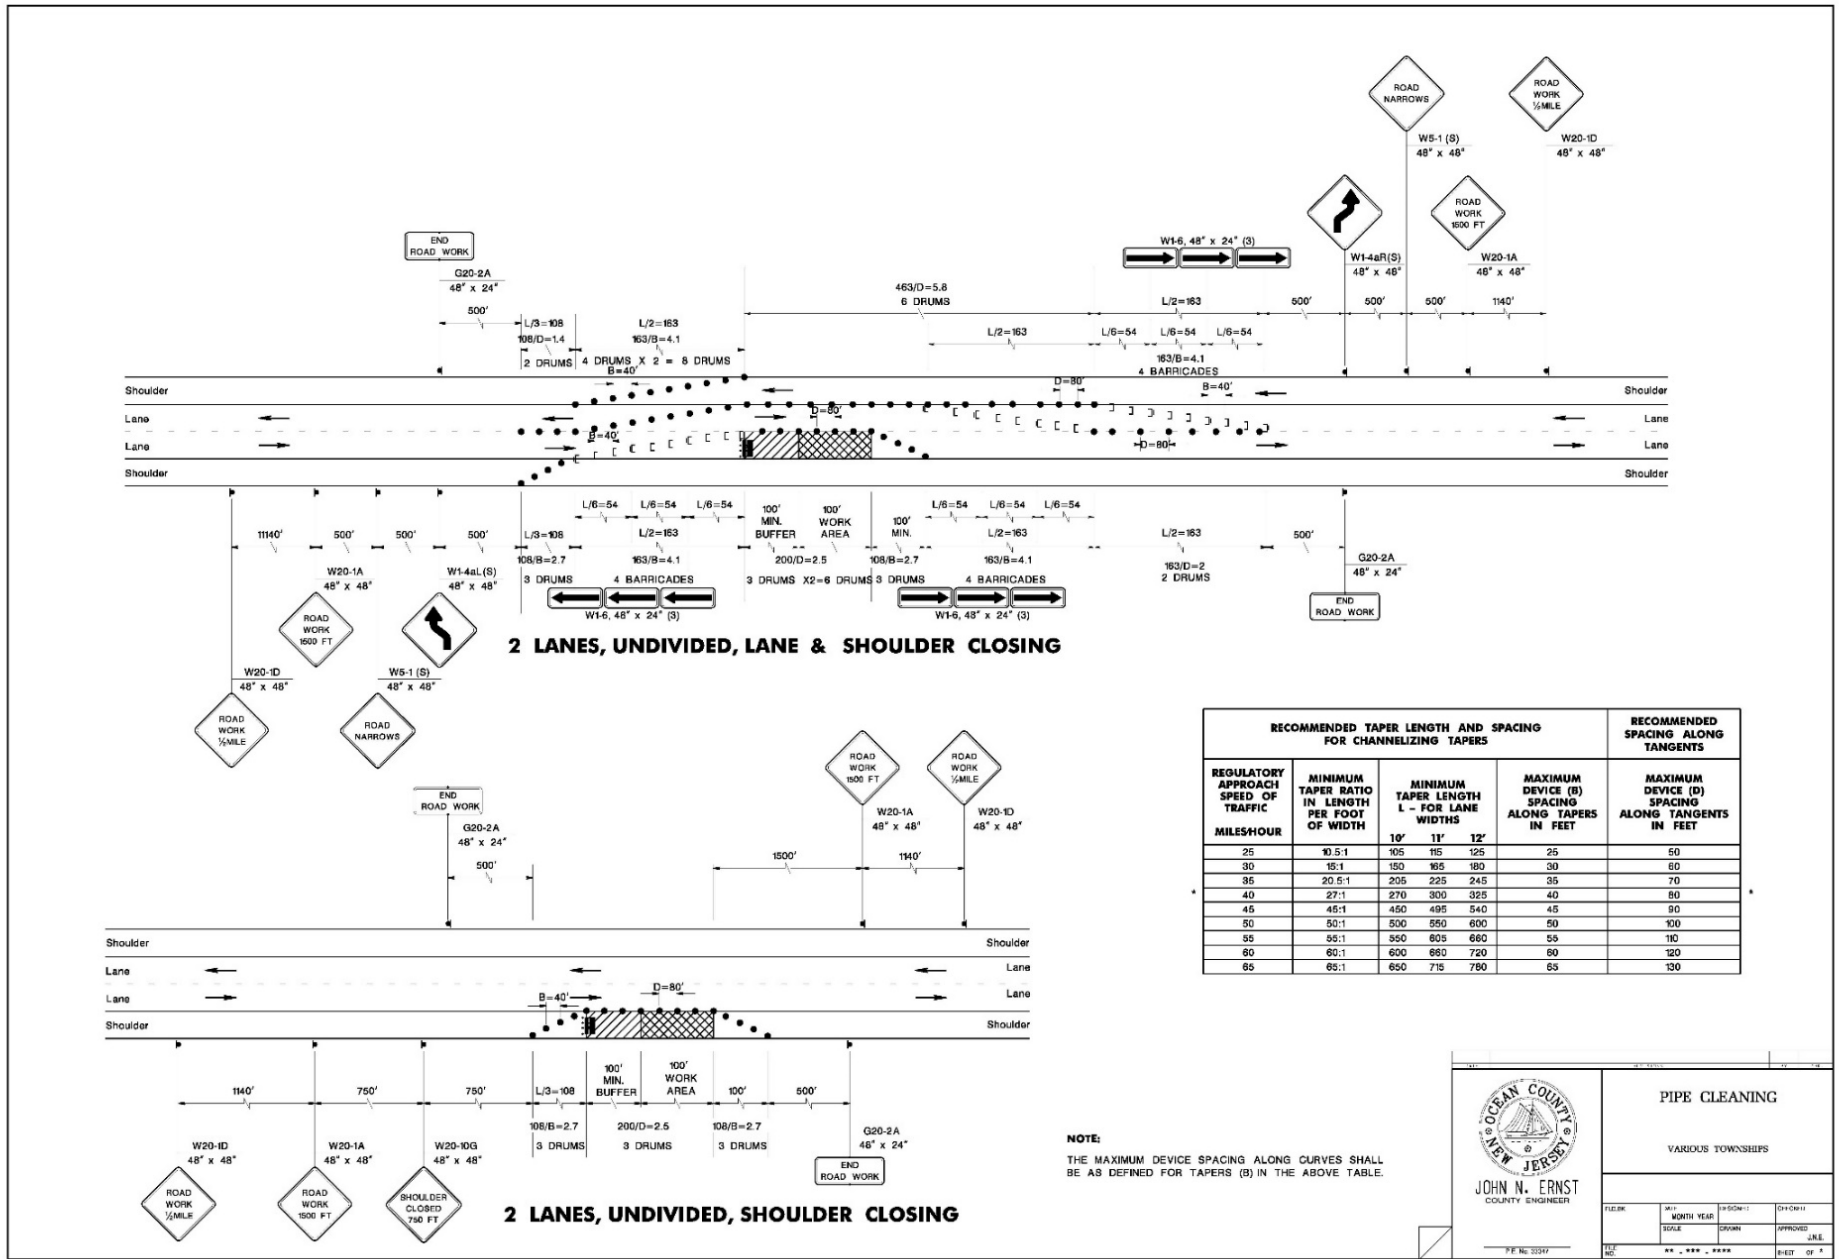 ROAD
NARROWS
W5-1 (S)
48" x 48"
ROAD
WORK
½MILE
W20-1D
48" x 48"
W1-4aR(S)
48" x 48"
ROAD
WORK
1500 FT
W20-1A
48" x 48"
END
ROAD WORK
G20-2A
48" x 24"
500'
W1-6, 48" x 24" (3)
463/D=5.8
6 DRUMS
L/2=163
500' 500' 500' 1140'
L/3=108
108/D=1.4
2 DRUMS
L/2=163
163/B=4.1
4 DRUMS X 2 = 8 DRUMS
L/2=163 L/6=54 L/6=54 L/6=54
163/B=4.1
4 BARRICADES
B=40'
D=80'
B=40'
Shoulder Shoulder
Lane D=80' Lane
Lane B=40' D=80' Lane
Shoulder Shoulder
L/6=54 L/6=54 L/6=54
100'
MIN.
BUFFER
100'
WORK
AREA
100'
MIN.
L/6=54 L/6=54 L/6=54
11140' 500' 500' 500' L/3=108 L/2=163 L/2=163 L/2=163 500'
108/B=2.7 163/B=4.1 200/D=2.5 108/B=2.7 163/B=4.1 163/D=2
3 DRUMS 4 BARRICADES 3 DRUMS X2=6 DRUMS 3 DRUMS 4 BARRICADES 2 DRUMS
W1-6, 48" x 24" (3) W1-6, 48" x 24" (3)
G20-2A
48" x 24"
END
ROAD WORK
W20-1A
48" x 48"
W1-4aL(S)
48" x 48"
ROAD
WORK
1500 FT
W20-1D
48" x 48"
W5-1 (S)
48" x 48"
ROAD
WORK
½MILE
ROAD
NARROWS
2 LANES, UNDIVIDED, LANE & SHOULDER CLOSING
RECOMMENDED TAPER LENGTH AND SPACING
FOR CHANNELIZING TAPERS
RECOMMENDED
SPACING ALONG
TANGENTS
REGULATORY
APPROACH
SPEED OF
TRAFFIC
MILES/HOUR
MINIMUM
TAPER RATIO
IN LENGTH
PER FOOT
OF WIDTH
MINIMUM
TAPER LENGTH
L - FOR LANE
WIDTHS
10' 11' 12'
MAXIMUM
DEVICE (B)
SPACING
ALONG TAPERS
IN FEET
MAXIMUM
DEVICE (D)
SPACING
ALONG TANGENTS
IN FEET
25 10.5:1 105 115 125 25 50
30 15:1 150 165 180 30 60
35 20.5:1 205 225 245 35 70
* 40 27:1 270 300 325 40 80 *
45 45:1 450 495 540 45 90
50 50:1 500 550 600 50 100
55 55:1 550 605 660 55 110
60 60:1 600 660 720 60 120
65 65:1 650 715 780 65 130
END
ROAD WORK
G20-2A
48" x 24"
500'
ROAD
WORK
1500 FT
W20-1A
48" x 48"
ROAD
WORK
½MILE
W20-1D
48" x 48"
1500' 1140'
Shoulder Shoulder
Lane Lane
Lane B=40' D=80' Lane
Shoulder Shoulder
1140' 750' 750' L/3=108
100'
MIN.
BUFFER
100'
WORK
AREA
100' 500'
108/B=2.7 200/D=2.5 108/B=2.7
3 DRUMS 3 DRUMS 3 DRUMS
W20-1D
48" x 48"
W20-1A
48" x 48"
W20-10G
48" x 48"
G20-2A
48" x 24"
ROAD
WORK
½MILE
ROAD
WORK
1500 FT
SHOULDER
CLOSED
750 FT
END
ROAD WORK
2 LANES, UNDIVIDED, SHOULDER CLOSING
NOTE:
THE MAXIMUM DEVICE SPACING ALONG CURVES SHALL
BE AS DEFINED FOR TAPERS (B) IN THE ABOVE TABLE.
OCEAN COUNTY
NEW JERSEY
JOHN N. ERNST
COUNTY ENGINEER
P.E. No. 33347
PIPE CLEANING
VARIOUS TOWNSHIPS
MONTH YEAR
SCALE DRAWN APPROVED
J.N.E.
FILE
NO. ** - *** - **** SHEET OF *